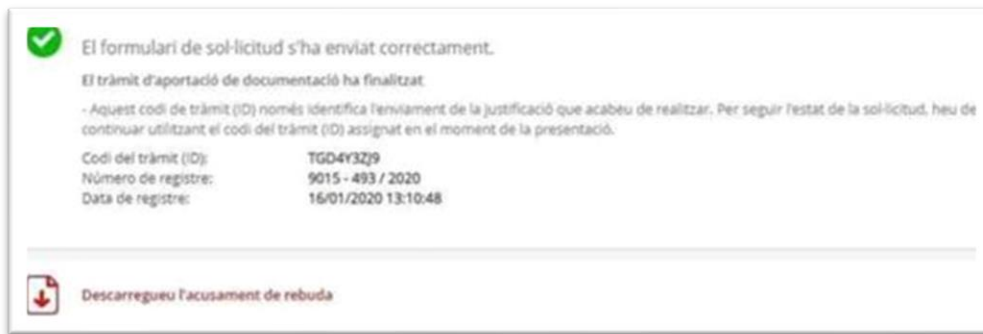 El formulari de sol·licitud s'ha enviat correctament.
El tràmit d'aportació de documentació ha finalitzat
- Aquest codi de tràmit (ID) només identifica l'enviament de la justificació que acabeu de realitzar. Per seguir l'estat de la sol·licitud, heu de
continuar utilitzant el codi del tràmit (ID) assignat en el moment de la presentació.
Codi del tràmit (ID): TGD4Y3ZJ9
Número de registre: 9015 - 493 / 2020
Data de registre: 16/01/2020 13:10:48
Descarregueu l'acusament de rebuda